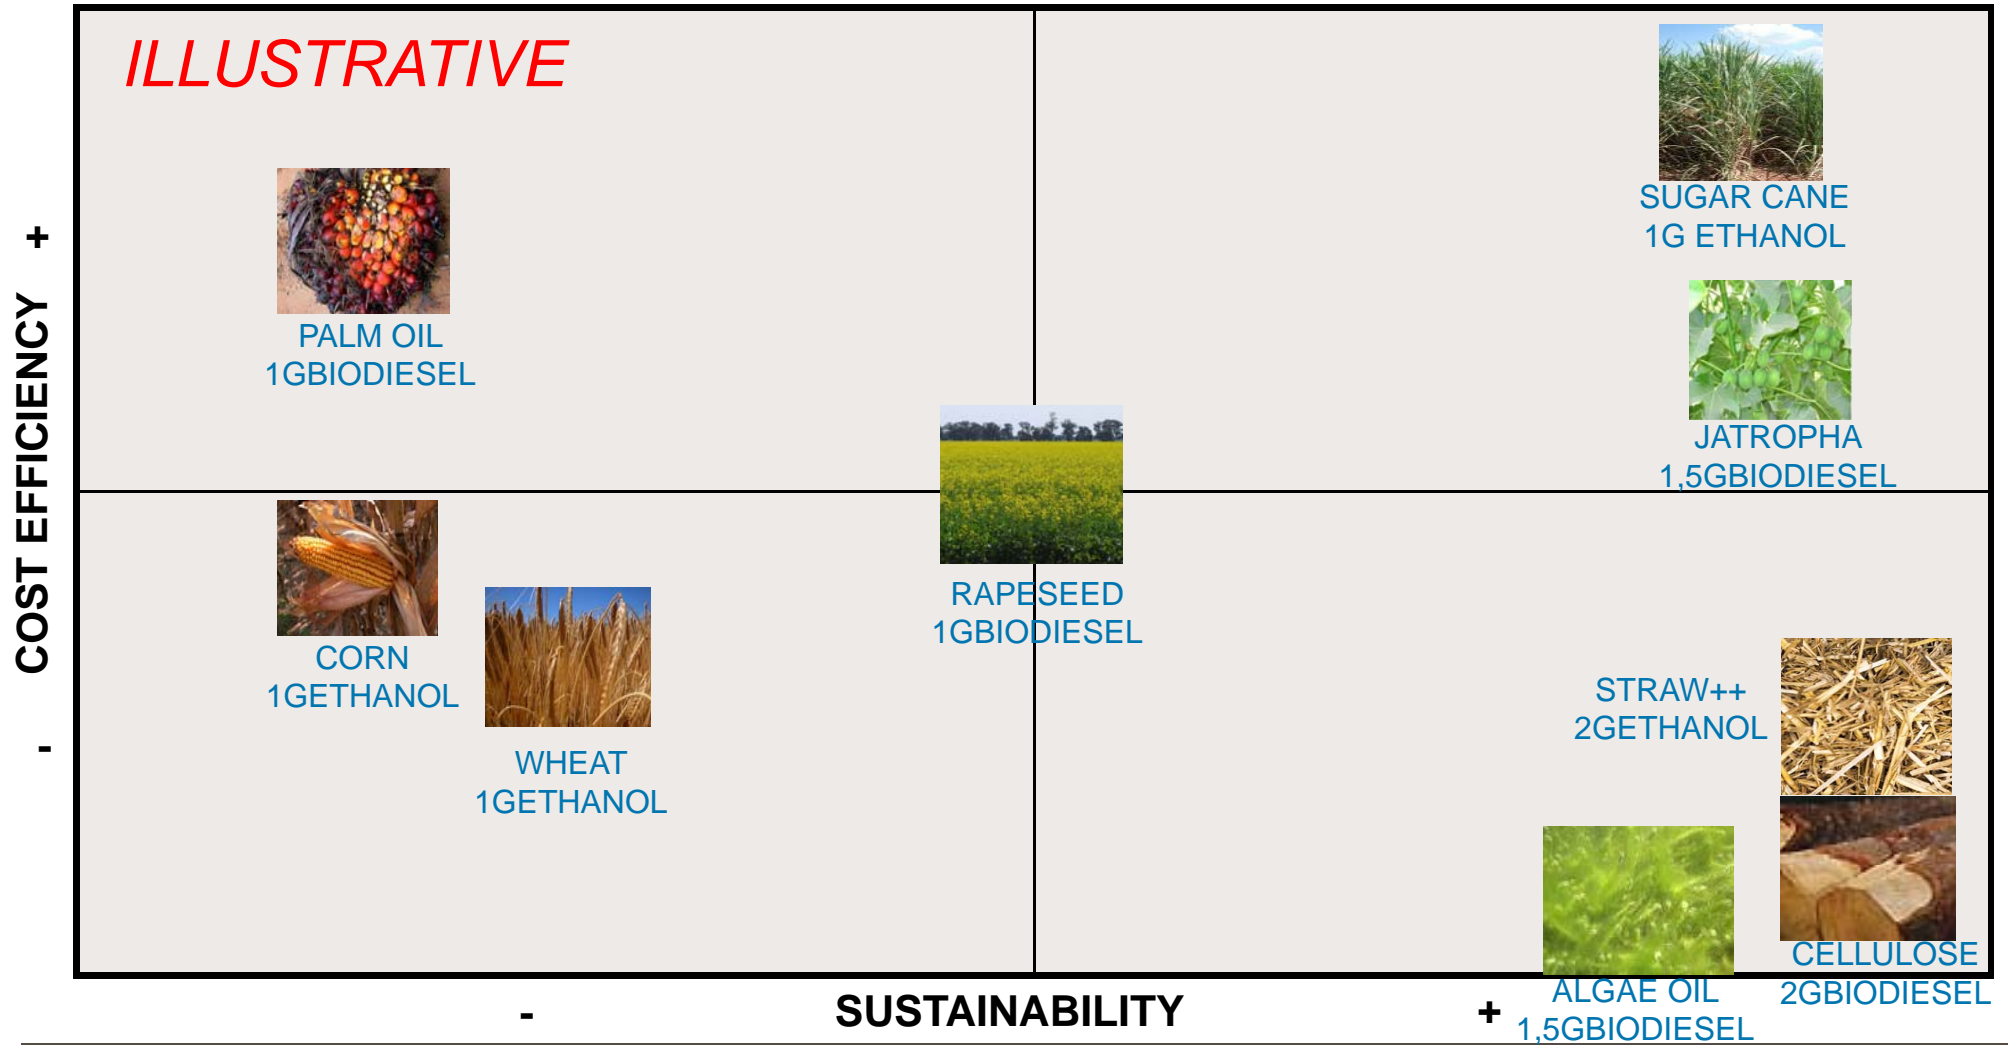 ILLUSTRATIVE
SUGAR CANE
1G ETHANOL
PALM OIL
1GBIODIESEL
JATROPHA
1,5GBIODIESEL
COST EFFICIENCY
+
-
RAPESEED
1GBIODIESEL
CORN
1GETHANOL
WHEAT
1GETHANOL
STRAW++
2GETHANOL
CELLULOSE
2GBIODIESEL
ALGAE OIL
1,5GBIODIESEL
-
SUSTAINABILITY
+